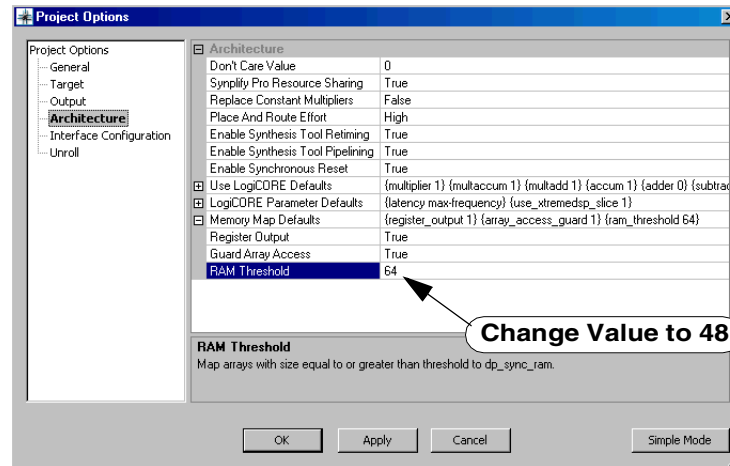 Project Options
Project Options
General
Target
Output
Architecture
Interface Configuration
Unroll
Architecture
Don't Care Value 0
Synplify Pro Resource Sharing True
Replace Constant Multipliers False
Place And Route Effort High
Enable Synthesis Tool Retiming True
Enable Synthesis Tool Pipelining True
Enable Synchronous Reset True
Use LogiCORE Defaults {multiplier 1} {multaccum 1} {multadd 1} {accum 1} {adder 0} {subtrac
LogiCORE Parameter Defaults {latency max-frequency} {use_xtremedsp_slice 1}
Memory Map Defaults {register_output 1} {array_access_guard 1} {ram_threshold 64}
Register Output True
Guard Array Access True
RAM Threshold 64
Change Value to 48
RAM Threshold
Map arrays with size equal to or greater than threshold to dp_sync_ram.
OK Apply Cancel Simple Mode